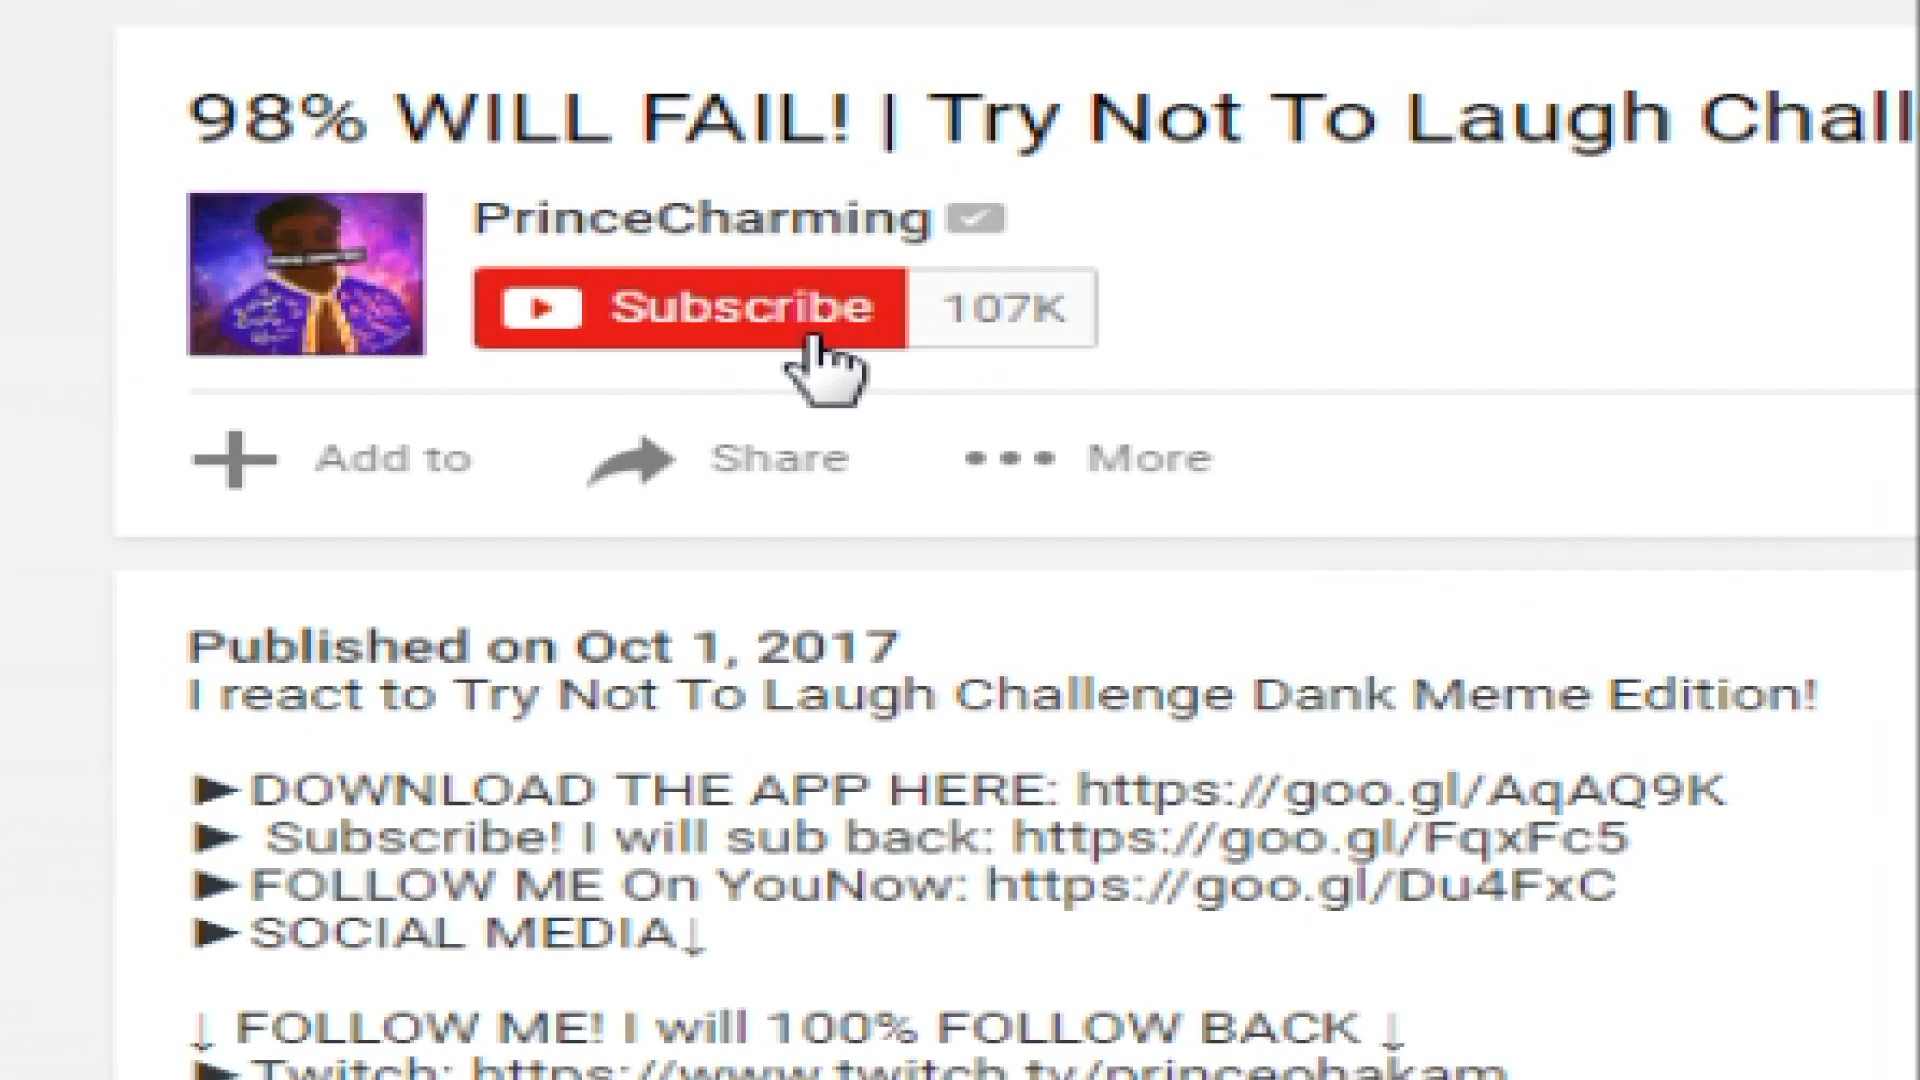 98% WILL FAIL! | Try Not To Laugh Chall
PrinceCharming
Subscribe 107K
Add to Share More
Published on Oct 1, 2017
I react to Try Not To Laugh Challenge Dank Meme Edition!
►DOWNLOAD THE APP HERE: https://goo.gl/AqAQ9K
► Subscribe! I will sub back: https://goo.gl/FqxFc5
►FOLLOW ME On YouNow: https://goo.gl/Du4FxC
►SOCIAL MEDIA↓
↓ FOLLOW ME! I will 100% FOLLOW BACK ↓
►Twitch: https://www.twitch.tv/princeohakam